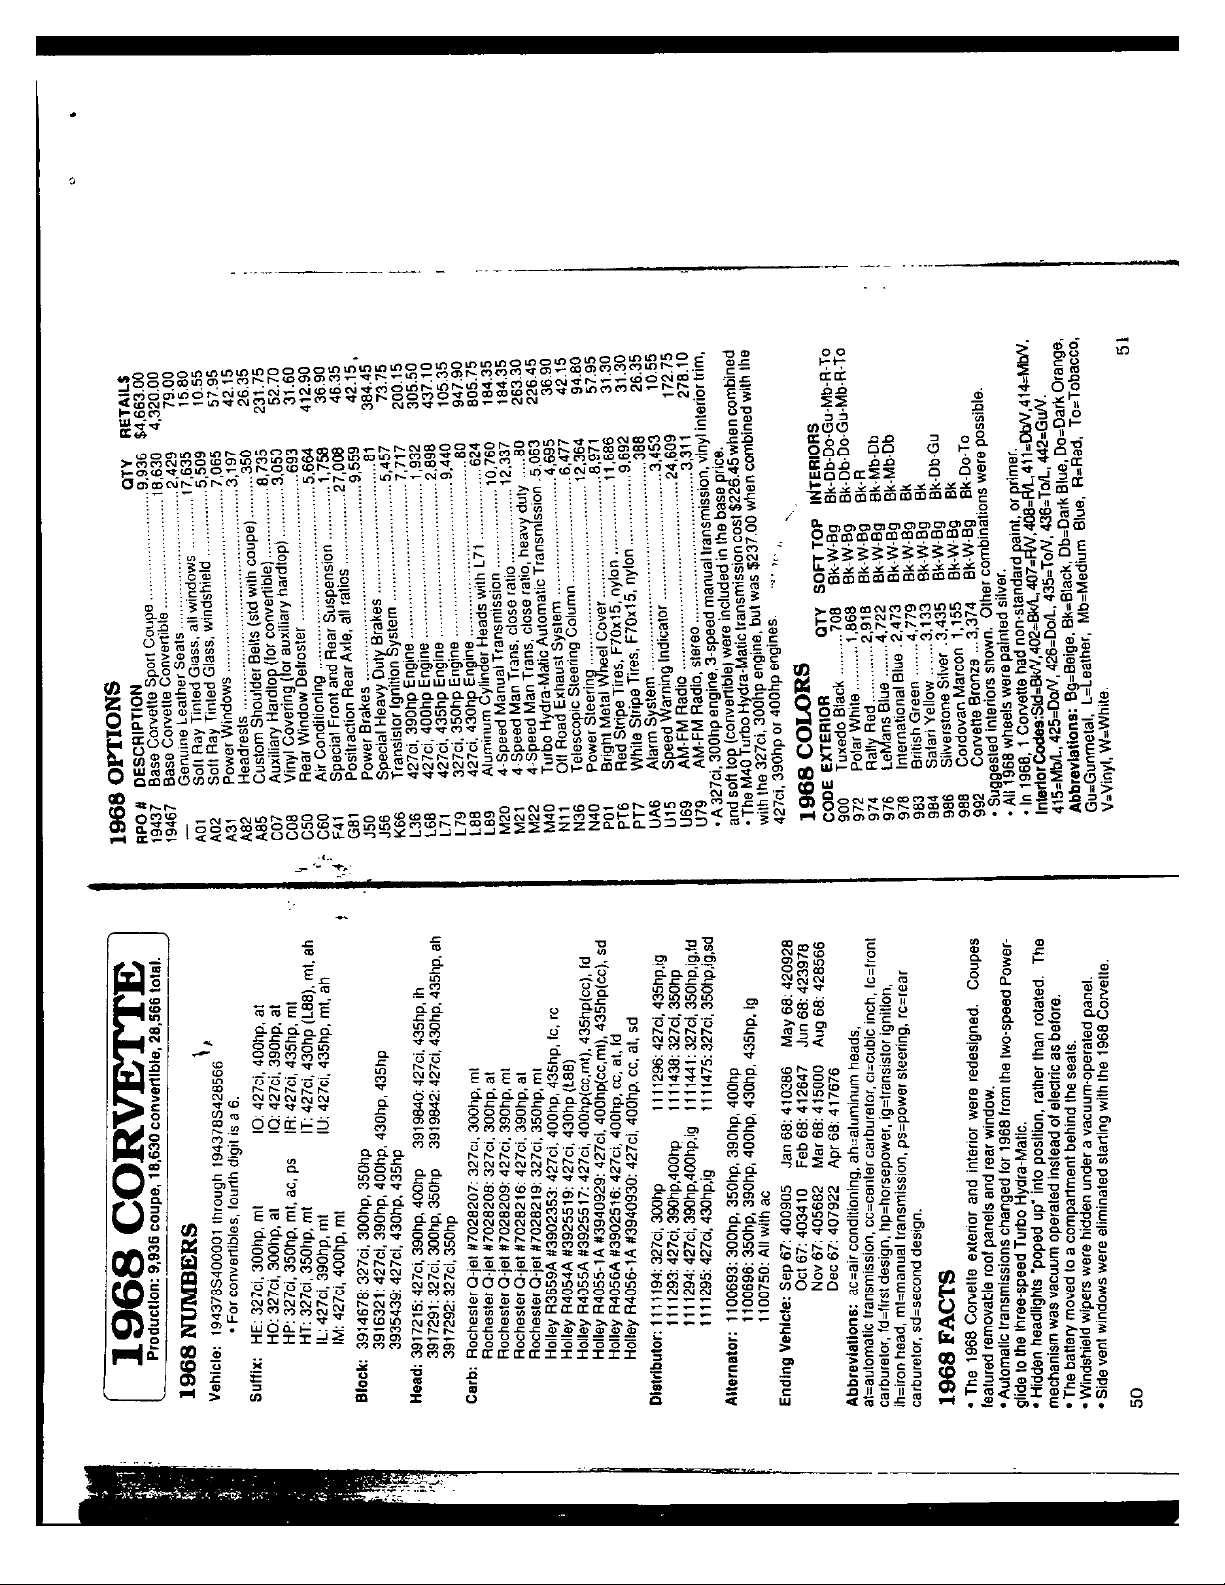 1968 CORVETTE
Production: 9,936 coupe, 18,630 convertible, 28,566 total.
1968 NUMBERS
Vehicle: 194378S400001 through 194378S428566
• For convertibles, fourth digit is a 6.
Suffix: HE: 327ci, 300hp, mt IO: 427ci, 400hp, at
HO: 327ci, 300hp, at IQ: 427ci, 390hp, at
HP: 327ci, 350hp, mt, ac, ps IR: 427ci, 435hp, mt
HT: 327ci, 350hp, mt IT: 427ci, 430hp (L88), mt, ah
IL: 427ci, 390hp, mt IU: 427ci, 435hp, mt, ah
IM: 427ci, 400hp, mt
Block: 3914678: 327ci, 300hp, 350hp
3916321: 427ci, 390hp, 400hp, 430hp, 435hp
3935439: 427ci, 430hp, 435hp
Head: 3917215: 427ci, 390hp, 400hp 3919840: 427ci, 435hp, ih
3917291: 327ci, 300hp, 350hp 3919842: 427ci, 430hp, 435hp, ah
3917292: 327ci, 350hp
Carb: Rochester Q-jet #7028207: 327ci, 300hp, mt
Rochester Q-jet #7028208: 327ci, 300hp, at
Rochester Q-jet #7028209: 427ci, 390hp, mt
Rochester Q-jet #7028216: 427ci, 390hp, at
Rochester Q-jet #7028219: 327ci, 350hp, mt
Holley R3659A #3902353: 427ci, 400hp, 435hp, fc, rc
Holley R4054A #3925519: 427ci, 430hp (L88)
Holley R4055A #3925517: 427ci, 400hp(cc,mt), 435hp(cc), fd
Holley R4055-1A #3940929: 427ci, 400hp(cc,mt), 435hp(cc), sd
Holley R4056A #3902516: 427ci, 400hp, cc, at, fd
Holley R4056-1A #3940930: 427ci, 400hp, cc, at, sd
Distributor: 1111194: 327ci, 300hp 1111296: 427ci, 435hp,ig
1111293: 427ci, 390hp,400hp 1111438: 327ci, 350hp
1111294: 427ci, 390hp,400hp,ig 1111441: 327ci, 350hp,ig,fd
1111295: 427ci, 430hp,ig 1111475: 327ci, 350hp,ig,sd
Alternator: 1100693: 300hp, 350hp, 390hp, 400hp
1100696: 350hp, 390hp, 400hp, 430hp, 435hp, ig
1100750: All with ac
Ending Vehicle: Sep 67: 400905 Jan 68: 410386 May 68: 420928
Oct 67: 403410 Feb 68: 412647 Jun 68: 423978
Nov 67: 405682 Mar 68: 415000 Aug 68: 428566
Dec 67: 407922 Apr 68: 417676
Abbreviations: ac=air conditioning, ah=aluminum heads,
at=automatic transmission, cc=center carburetor, ci=cubic inch, fc=front
carburetor, fd=first design, hp=horsepower, ig=transistor ignition,
ih=iron head, mt=manual transmission, ps=power steering, rc=rear
carburetor, sd=second design.
1968 FACTS
• The 1968 Corvette exterior and interior were redesigned. Coupes
featured removable roof panels and rear window.
• Automatic transmissions changed for 1968 from the two-speed Power-
glide to the three-speed Turbo Hydra-Matic.
• Hidden headlights "popped up" into position, rather than rotated. The
mechanism was vacuum operated instead of electric as before.
• The battery moved to a compartment behind the seats.
• Windshield wipers were hidden under a vacuum-operated panel.
• Side vent windows were eliminated starting with the 1968 Corvette.
50
1968 OPTIONS
RPO # DESCRIPTION QTY RETAIL$
19437 Base Corvette Sport Coupe 9,936 $4,663.00
19467 Base Corvette Convertible 18,630 4,320.00
— Genuine Leather Seats 2,429 79.00
A01 Soft Ray Tinted Glass, all windows 17,635 15.80
A02 Soft Ray Tinted Glass, windshield 5,509 10.55
A31 Power Windows 7,065 57.95
A82 Headrests 3,197 42.15
A85 Custom Shoulder Belts (std with coupe) 350 26.35
C07 Auxiliary Hardtop (for convertible) 8,735 231.75
C08 Vinyl Covering (for auxiliary hardtop) 3,050 52.70
C50 Rear Window Defroster 693 31.60
C60 Air Conditioning 5,664 412.90
F41 Special Front and Rear Suspension 1,758 36.90
G81 Positraction Rear Axle, all ratios 27,008 46.35
J50 Power Brakes 9,559 42.15
J56 Special Heavy Duty Brakes 81 384.45
K66 Transistor Ignition System 5,457 73.75
L36 427ci, 390hp Engine 7,717 200.15
L68 427ci, 400hp Engine 1,932 305.50
L71 427ci, 435hp Engine 2,898 437.10
L79 327ci, 350hp Engine 9,440 105.35
L88 427ci, 430hp Engine 80 947.90
L89 Aluminum Cylinder Heads with L71 624 805.75
M20 4-Speed Manual Transmission 10,760 184.35
M21 4-Speed Man Trans, close ratio 12,337 184.35
M22 4-Speed Man Trans, close ratio, heavy duty 80 263.30
M40 Turbo Hydra-Matic Automatic Transmission 5,063 226.45
N11 Off Road Exhaust System 4,695 36.90
N36 Telescopic Steering Column 6,477 42.15
N40 Power Steering 12,364 94.80
P01 Bright Metal Wheel Cover 8,971 57.95
PT6 Red Stripe Tires, F70x15, nylon 11,686 31.30
PT7 White Stripe Tires, F70x15, nylon 9,692 31.30
UA6 Alarm System 388 26.35
U15 Speed Warning Indicator 3,453 10.55
U69 AM-FM Radio 24,609 172.75
U79 AM-FM Radio, stereo 3,311 278.10
• A 327ci, 300hp engine, 3-speed manual transmission, vinyl interior trim,
and soft top (convertible) were included in the base price.
• The M40 Turbo Hydra-Matic transmission cost $226.45 when combined
with the 327ci, 300hp engine, but was $237.00 when combined with the
427ci, 390hp or 400hp engines.
1968 COLORS
CODE EXTERIOR QTY SOFT TOP INTERIORS
900 Tuxedo Black 708 Bk-W-Bg Bk-Db-Do-Gu-Mb-R-To
972 Polar White 1,868 Bk-W-Bg Bk-Db-Do-Gu-Mb-R-To
974 Rally Red 2,918 Bk-W-Bg Bk-R
976 LeMans Blue 4,722 Bk-W-Bg Bk-Mb-Db
978 International Blue 2,473 Bk-W-Bg Bk-Mb-Db
983 British Green 4,779 Bk-W-Bg Bk
984 Safari Yellow 3,133 Bk-W-Bg Bk
986 Silverstone Silver 3,435 Bk-W-Bg Bk-Db-Gu
988 Cordovan Maroon 1,155 Bk-W-Bg Bk
992 Corvette Bronze 3,374 Bk-W-Bg Bk-Do-To
• Suggested interiors shown. Other combinations were possible.
• All 1968 wheels were painted silver.
• In 1968, 1 Corvette had non-standard paint, or primer.
Interior Codes:Std=Bk/V,402=Bk/L,407=R/V,408=R/L,411=Db/V,414=Mb/V,
415=Mb/L, 425=Do/V, 426=Do/L, 435=To/V, 436=To/L, 442=Gu/V.
Abbreviations: Bg=Beige, Bk=Black, Db=Dark Blue, Do=Dark Orange,
Gu=Gunmetal, L=Leather, Mb=Medium Blue, R=Red, To=Tobacco,
V=Vinyl, W=White.
51